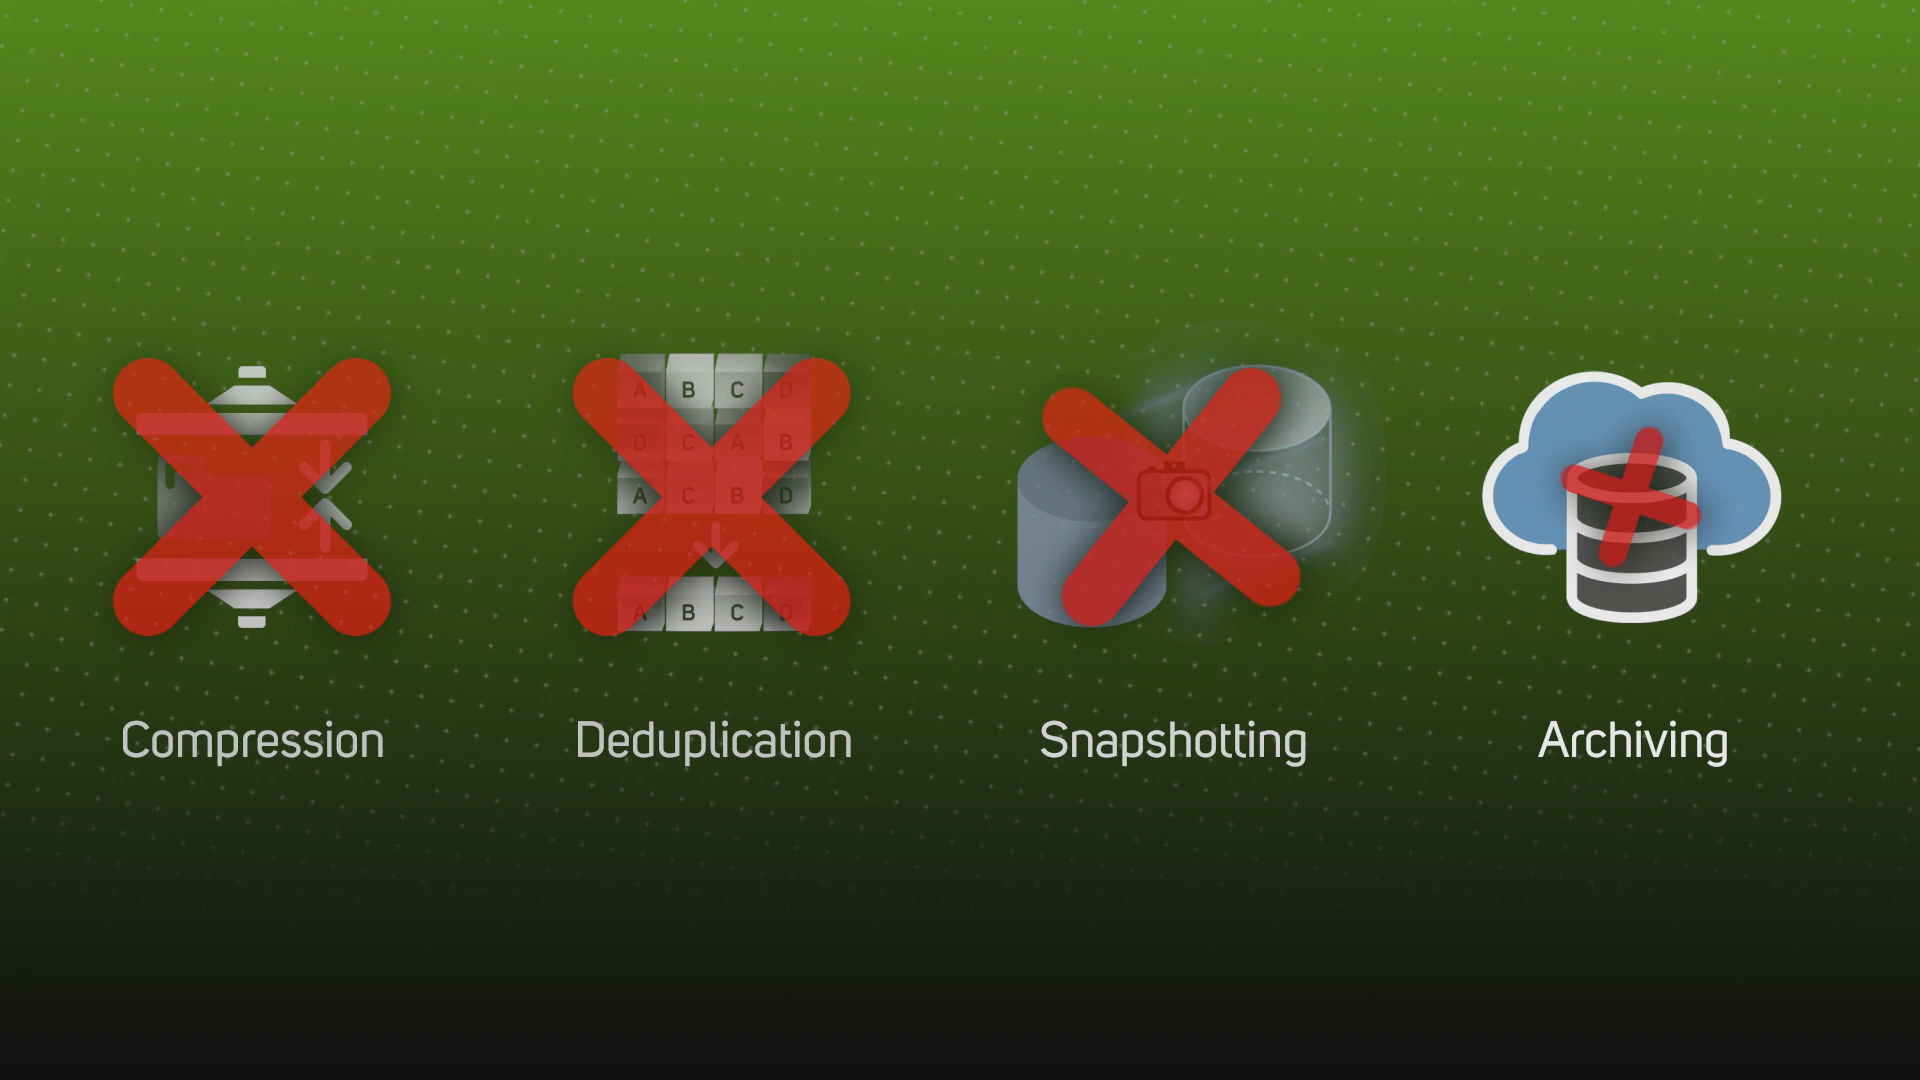 A B C D
D C A B
A C B D
A B C D
Compression
Deduplication
Snapshotting
Archiving